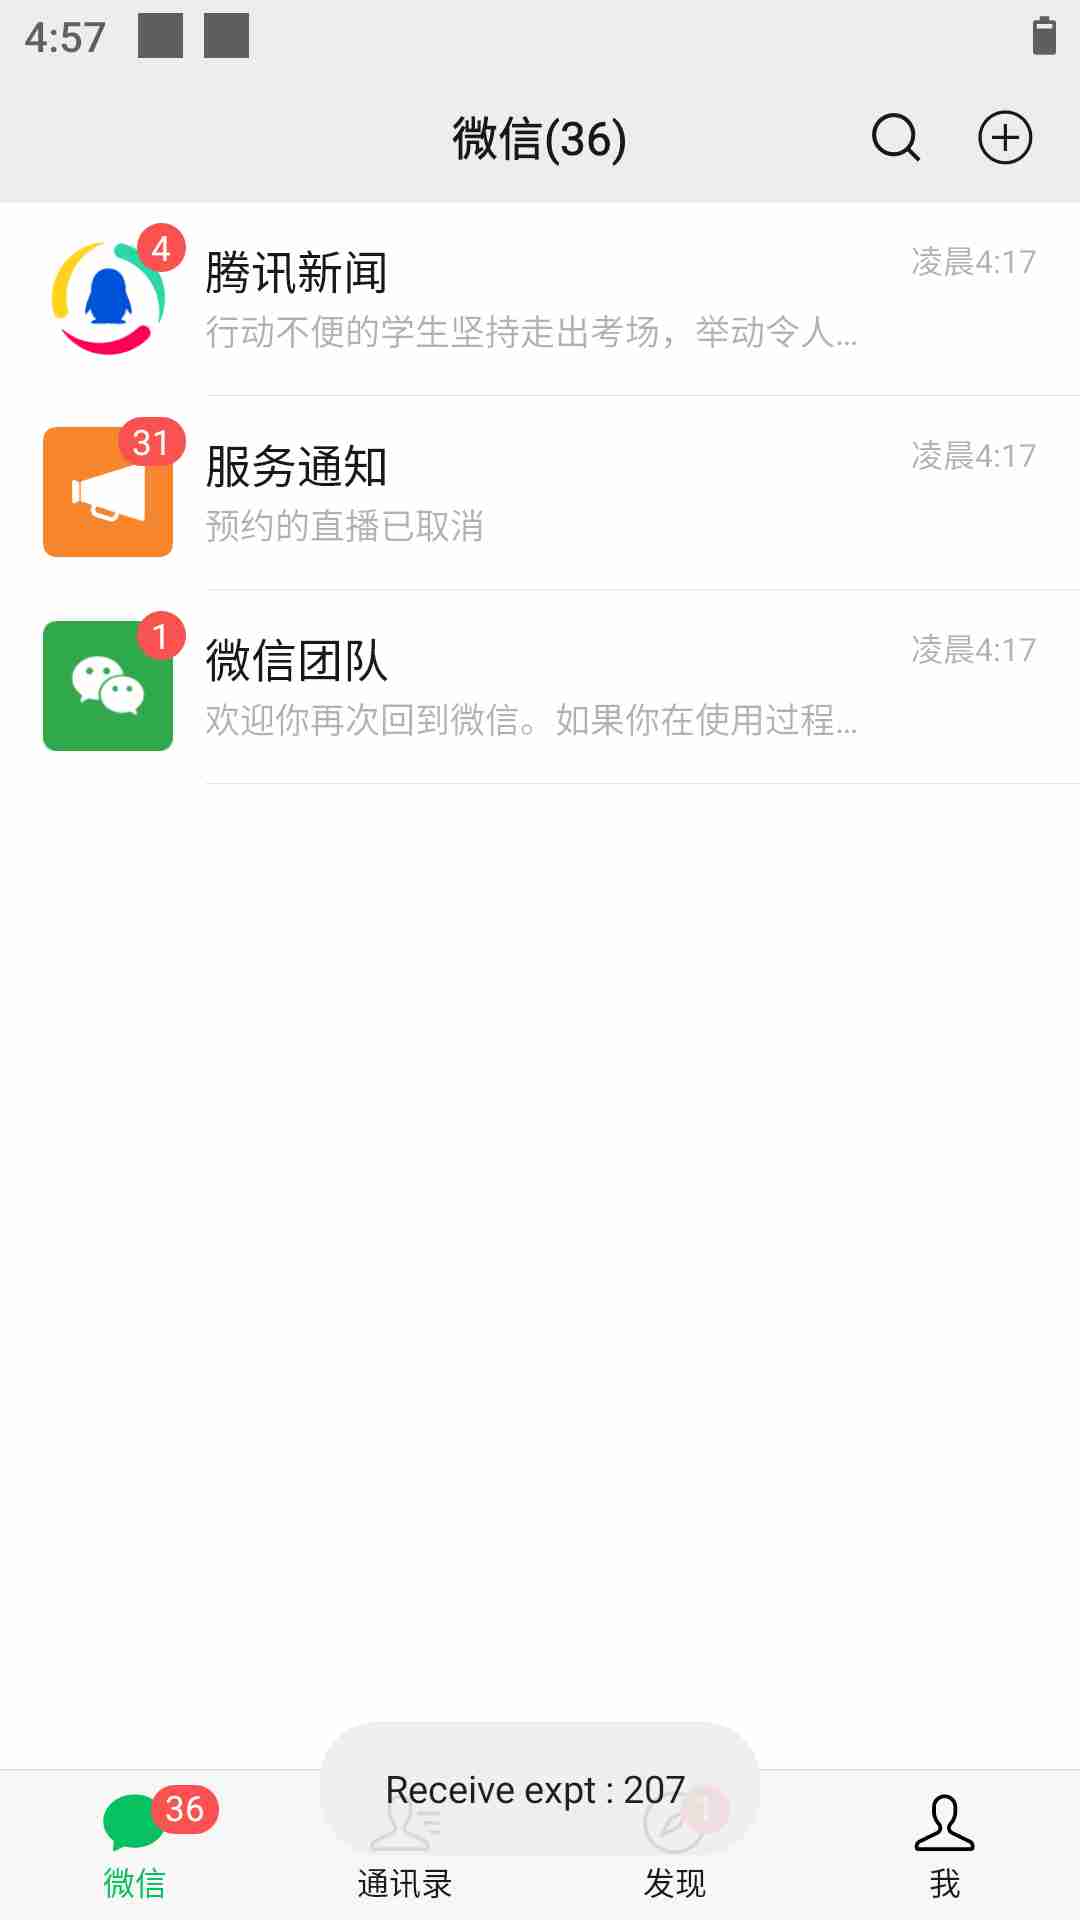 4:57
微信(36)
4
腾讯新闻
凌晨4:17
行动不便的学生坚持走出考场，举动令人...
31
服务通知
凌晨4:17
预约的直播已取消
1
微信团队
凌晨4:17
欢迎你再次回到微信。如果你在使用过程...
Receive expt : 207
36
1
微信
通讯录
发现
我